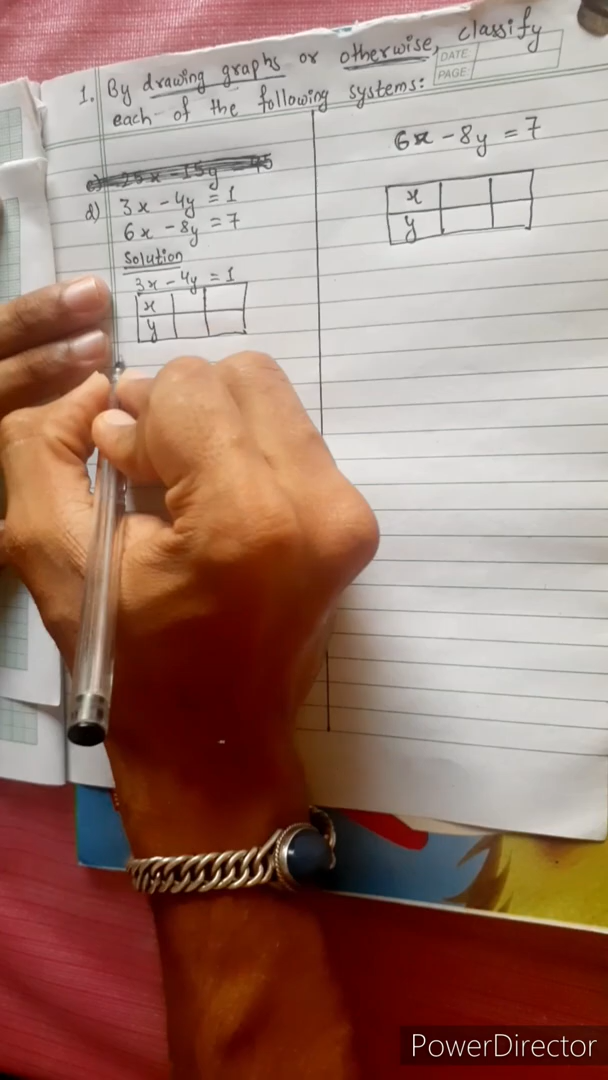 1. By drawing graphs or otherwise, classify
each of the following systems:
DATE
PAGE
d) 3x - 4y = 1
6x - 8y = 7
Solution
3x - 4y = 1
x
y
6x - 8y = 7
x
y
PowerDirector